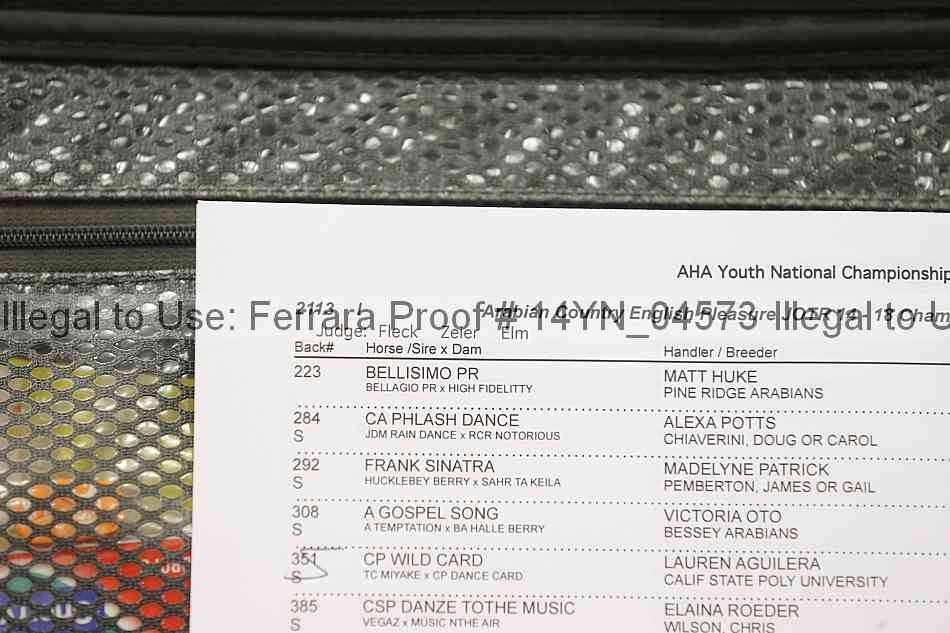 AHA Youth National Championship
2113 Arabian Country English Pleasure JOTR 14 - 18 Cham
Illegal to Use: Ferrara Proof # 14YN_04573 Illegal to U
Judge: Fleck Zeler Elm
Back# Horse /Sire x Dam Handler / Breeder
223 BELLISIMO PR MATT HUKE
BELLAGIO PR x HIGH FIDELITTY PINE RIDGE ARABIANS
284 CA PHLASH DANCE ALEXA POTTS
S JDM RAIN DANCE x RCR NOTORIOUS CHIAVERINI, DOUG OR CAROL
292 FRANK SINATRA MADELYNE PATRICK
S HUCKLEBEY BERRY x SAHR TA KEILA PEMBERTON, JAMES OR GAIL
308 A GOSPEL SONG VICTORIA OTO
S A TEMPTATION x BA HALLE BERRY BESSEY ARABIANS
351 CP WILD CARD LAUREN AGUILERA
S TC MIYAKE x CP DANCE CARD CALIF STATE POLY UNIVERSITY
385 CSP DANZE TOTHE MUSIC ELAINA ROEDER
S VEGAZ x MUSIC NTHE AIR WILSON, CHRIS